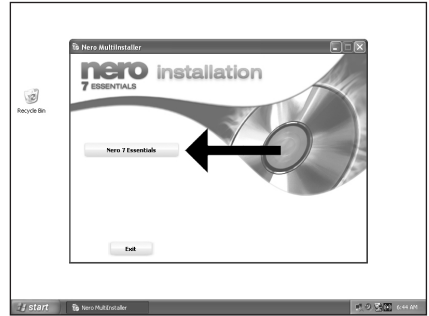 Nero MultiInstaller
nero installation
7 ESSENTIALS
Recycle Bin
Nero 7 Essentials
Exit
start
Nero MultiInstaller
6:44 AM